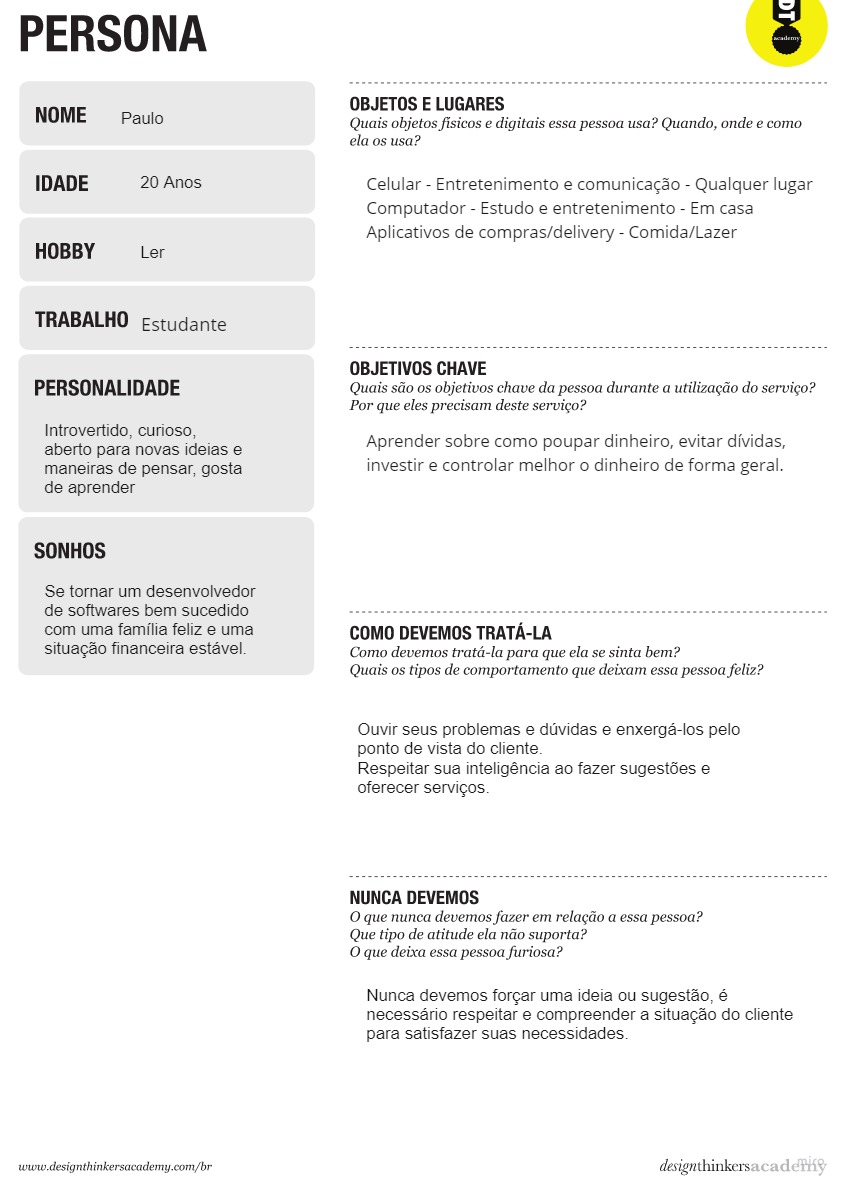 PERSONA
DT
academy
NOME Paulo
IDADE 20 Anos
HOBBY Ler
TRABALHO Estudante
PERSONALIDADE
Introvertido, curioso,
aberto para novas ideias e
maneiras de pensar, gosta
de aprender
SONHOS
Se tornar um desenvolvedor
de softwares bem sucedido
com uma família feliz e uma
situação financeira estável.
OBJETOS E LUGARES
Quais objetos físicos e digitais essa pessoa usa? Quando, onde e como
ela os usa?
Celular - Entretenimento e comunicação - Qualquer lugar
Computador - Estudo e entretenimento - Em casa
Aplicativos de compras/delivery - Comida/Lazer
OBJETIVOS CHAVE
Quais são os objetivos chave da pessoa durante a utilização do serviço?
Por que eles precisam deste serviço?
Aprender sobre como poupar dinheiro, evitar dívidas,
investir e controlar melhor o dinheiro de forma geral.
COMO DEVEMOS TRATÁ-LA
Como devemos tratá-la para que ela se sinta bem?
Quais os tipos de comportamento que deixam essa pessoa feliz?
Ouvir seus problemas e dúvidas e enxergá-los pelo
ponto de vista do cliente.
Respeitar sua inteligência ao fazer sugestões e
oferecer serviços.
NUNCA DEVEMOS
O que nunca devemos fazer em relação a essa pessoa?
Que tipo de atitude ela não suporta?
O que deixa essa pessoa furiosa?
Nunca devemos forçar uma ideia ou sugestão, é
necessário respeitar e compreender a situação do cliente
para satisfazer suas necessidades.
www.designthinkersacademy.com/br
designthinkersacademy
miro